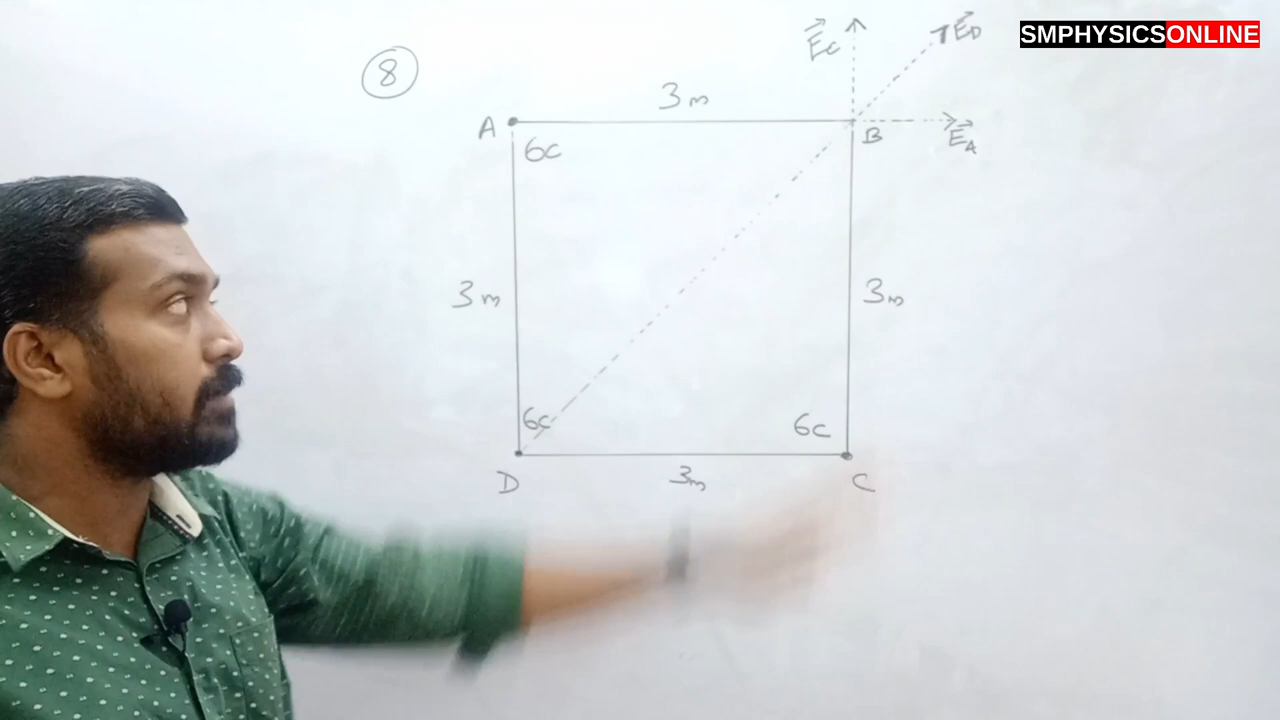 SMPHYSICSONLINE
8
E⃗c
E⃗D
3m
A
B
E⃗A
6c
3m
3m
6c
6c
D
3m
C